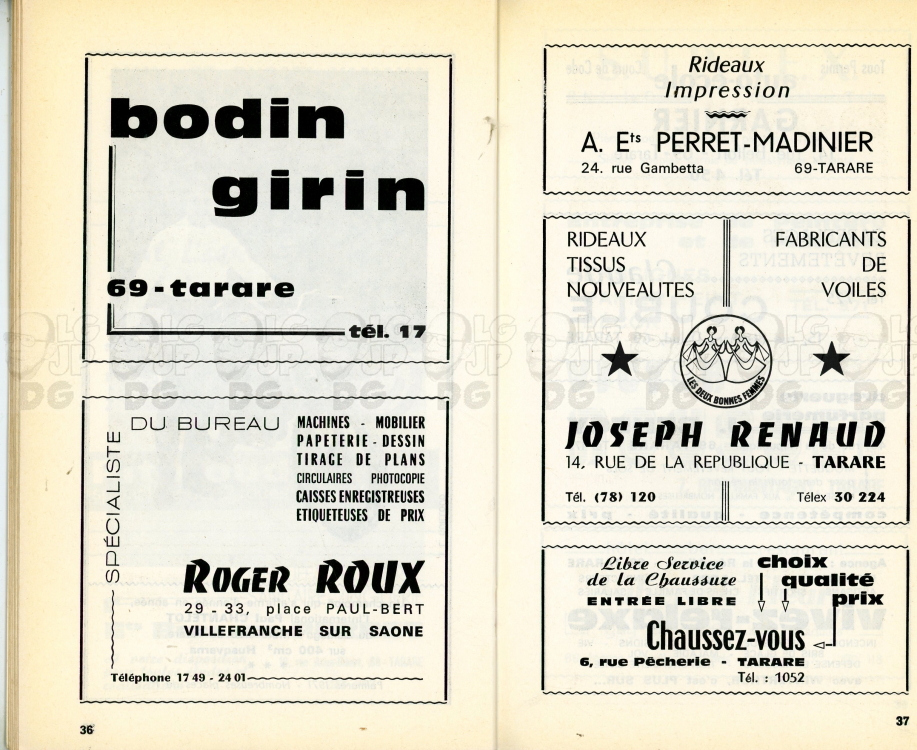 bodin
girin
69-tarare
tél. 17
SPÉCIALISTE
DU BUREAU
MACHINES - MOBILIER
PAPETERIE - DESSIN
TIRAGE DE PLANS
CIRCULAIRES PHOTOCOPIE
CAISSES ENREGISTREUSES
ETIQUETEUSES DE PRIX
ROGER ROUX
29 - 33, place PAUL-BERT
VILLEFRANCHE SUR SAONE
Téléphone 17 49 - 24 01
36
Rideaux
Impression
A. Ets PERRET-MADINIER
24. rue Gambetta 69-TARARE
RIDEAUX FABRICANTS
TISSUS DE
NOUVEAUTES VOILES
LES DEUX BONNES FEMMES
JOSEPH RENAUD
14, RUE DE LA REPUBLIQUE - TARARE
Tél. (78) 120 Télex 30 224
Libre Service
de la Chaussure
ENTRÉE LIBRE
choix
qualité
prix
Chaussez-vous
6, rue Pêcherie - TARARE
Tél. : 1052
37
LG
JP
DG